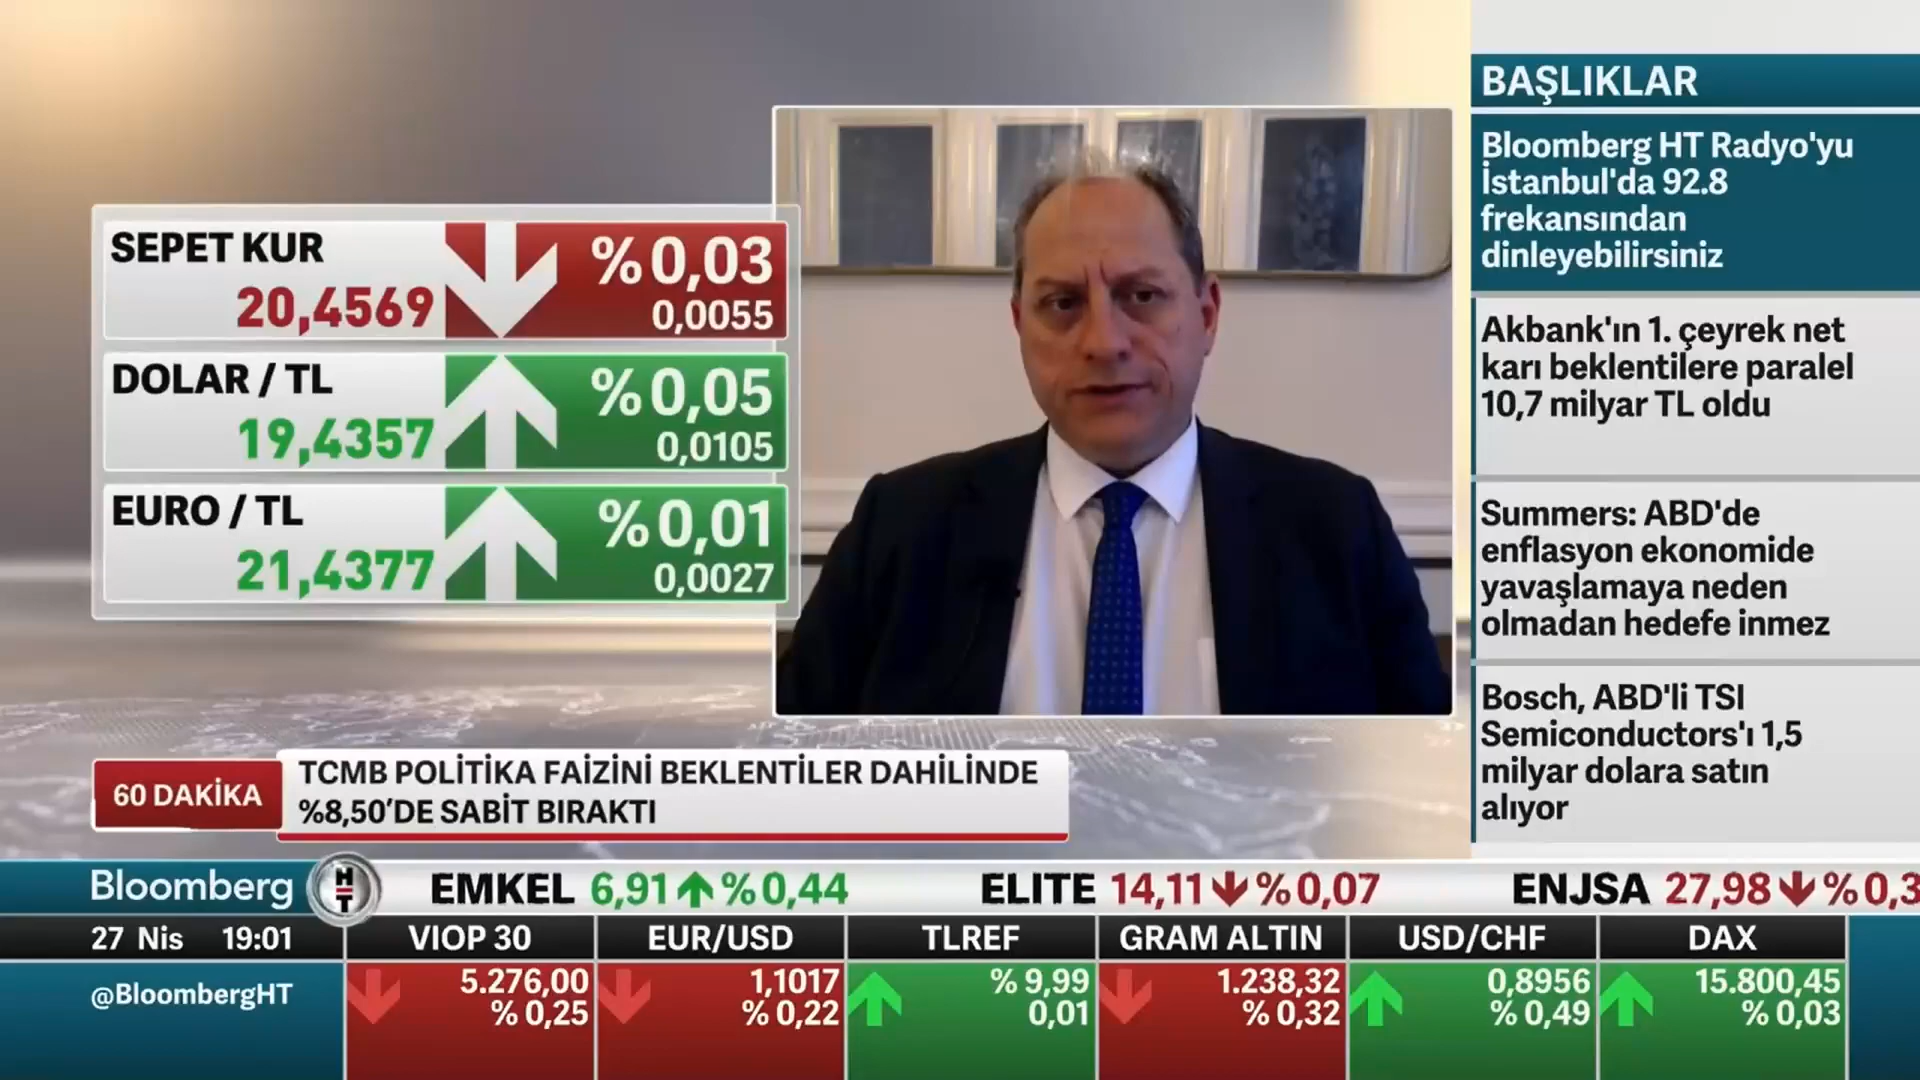 BAŞLIKLAR
Bloomberg HT Radyo'yu
İstanbul'da 92.8
frekansından
dinleyebilirsiniz
Akbank'ın 1. çeyrek net
karı beklentilere paralel
10,7 milyar TL oldu
Summers: ABD'de
enflasyon ekonomide
yavaşlamaya neden
olmadan hedefe inmez
Bosch, ABD'li TSI
Semiconductors'ı 1,5
milyar dolara satın
alıyor
SEPET KUR
20,4569
%0,03
0,0055
DOLAR / TL
19,4357
%0,05
0,0105
EURO / TL
21,4377
%0,01
0,0027
60 DAKİKA
TCMB POLİTİKA FAİZİNİ BEKLENTİLER DAHİLİNDE
%8,50'DE SABİT BIRAKTI
Bloomberg HT
EMKEL 6,91 %0,44 ELITE 14,11 %0,07 ENJSA 27,98 %0,3
27 Nis 19:01
@BloombergHT
VIOP 30
5.276,00
% 0,25
EUR/USD
1,1017
% 0,22
TLREF
% 9,99
0,01
GRAM ALTIN
1.238,32
% 0,32
USD/CHF
0,8956
% 0,49
DAX
15.800,45
% 0,03